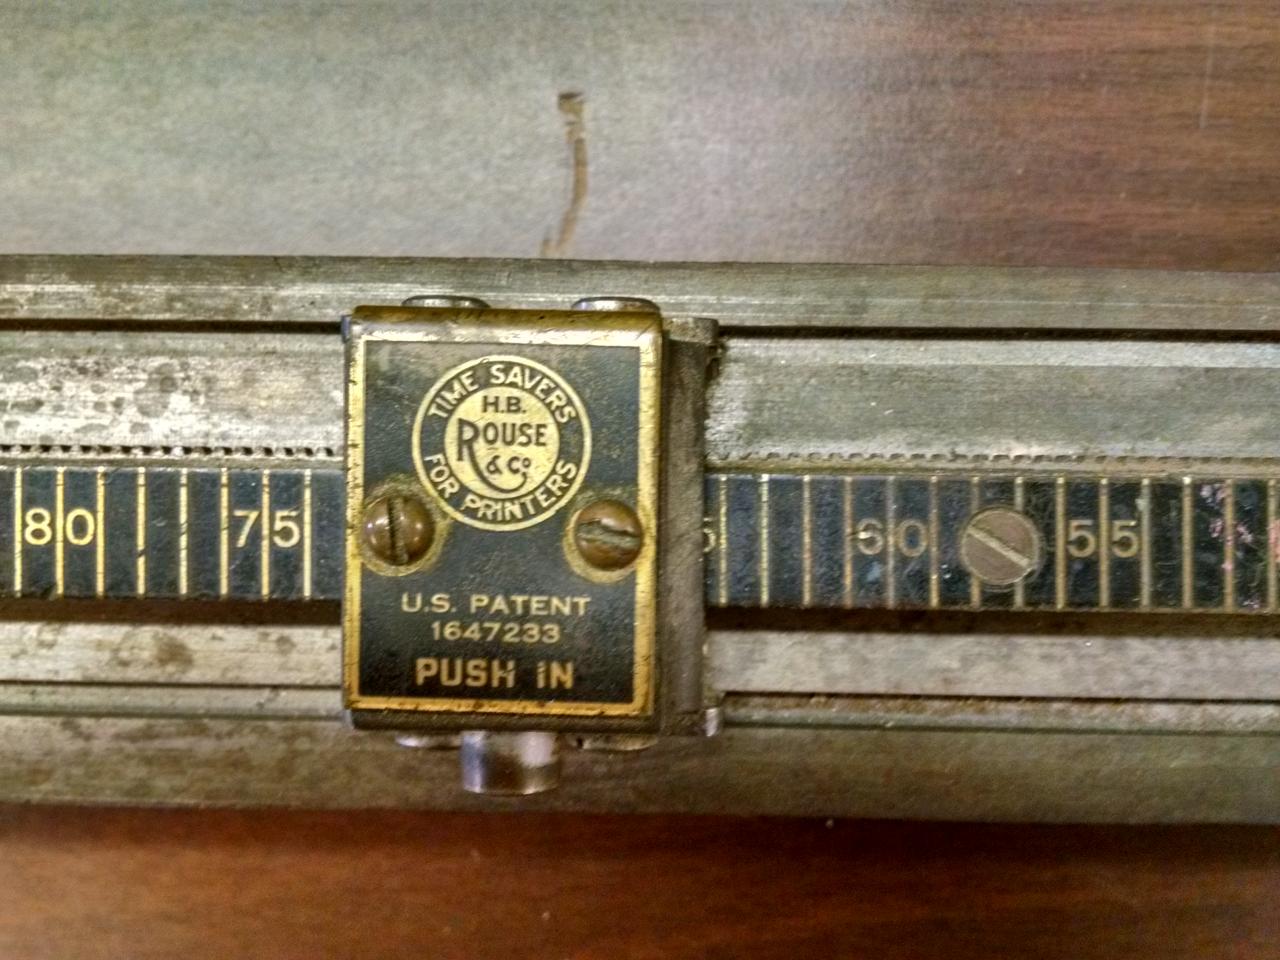 TIME SAVERS
H.B.
ROUSE
& Co
FOR PRINTERS
U.S. PATENT
1647233
PUSH IN
80 75 60 55